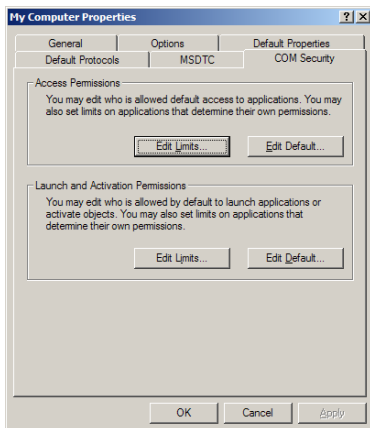 My Computer Properties
General Options Default Properties
Default Protocols MSDTC COM Security
Access Permissions
You may edit who is allowed default access to applications. You may
also set limits on applications that determine their own permissions.
Edit Limits... Edit Default...
Launch and Activation Permissions
You may edit who is allowed by default to launch applications or
activate objects. You may also set limits on applications that
determine their own permissions.
Edit Limits... Edit Default...
OK Cancel Apply